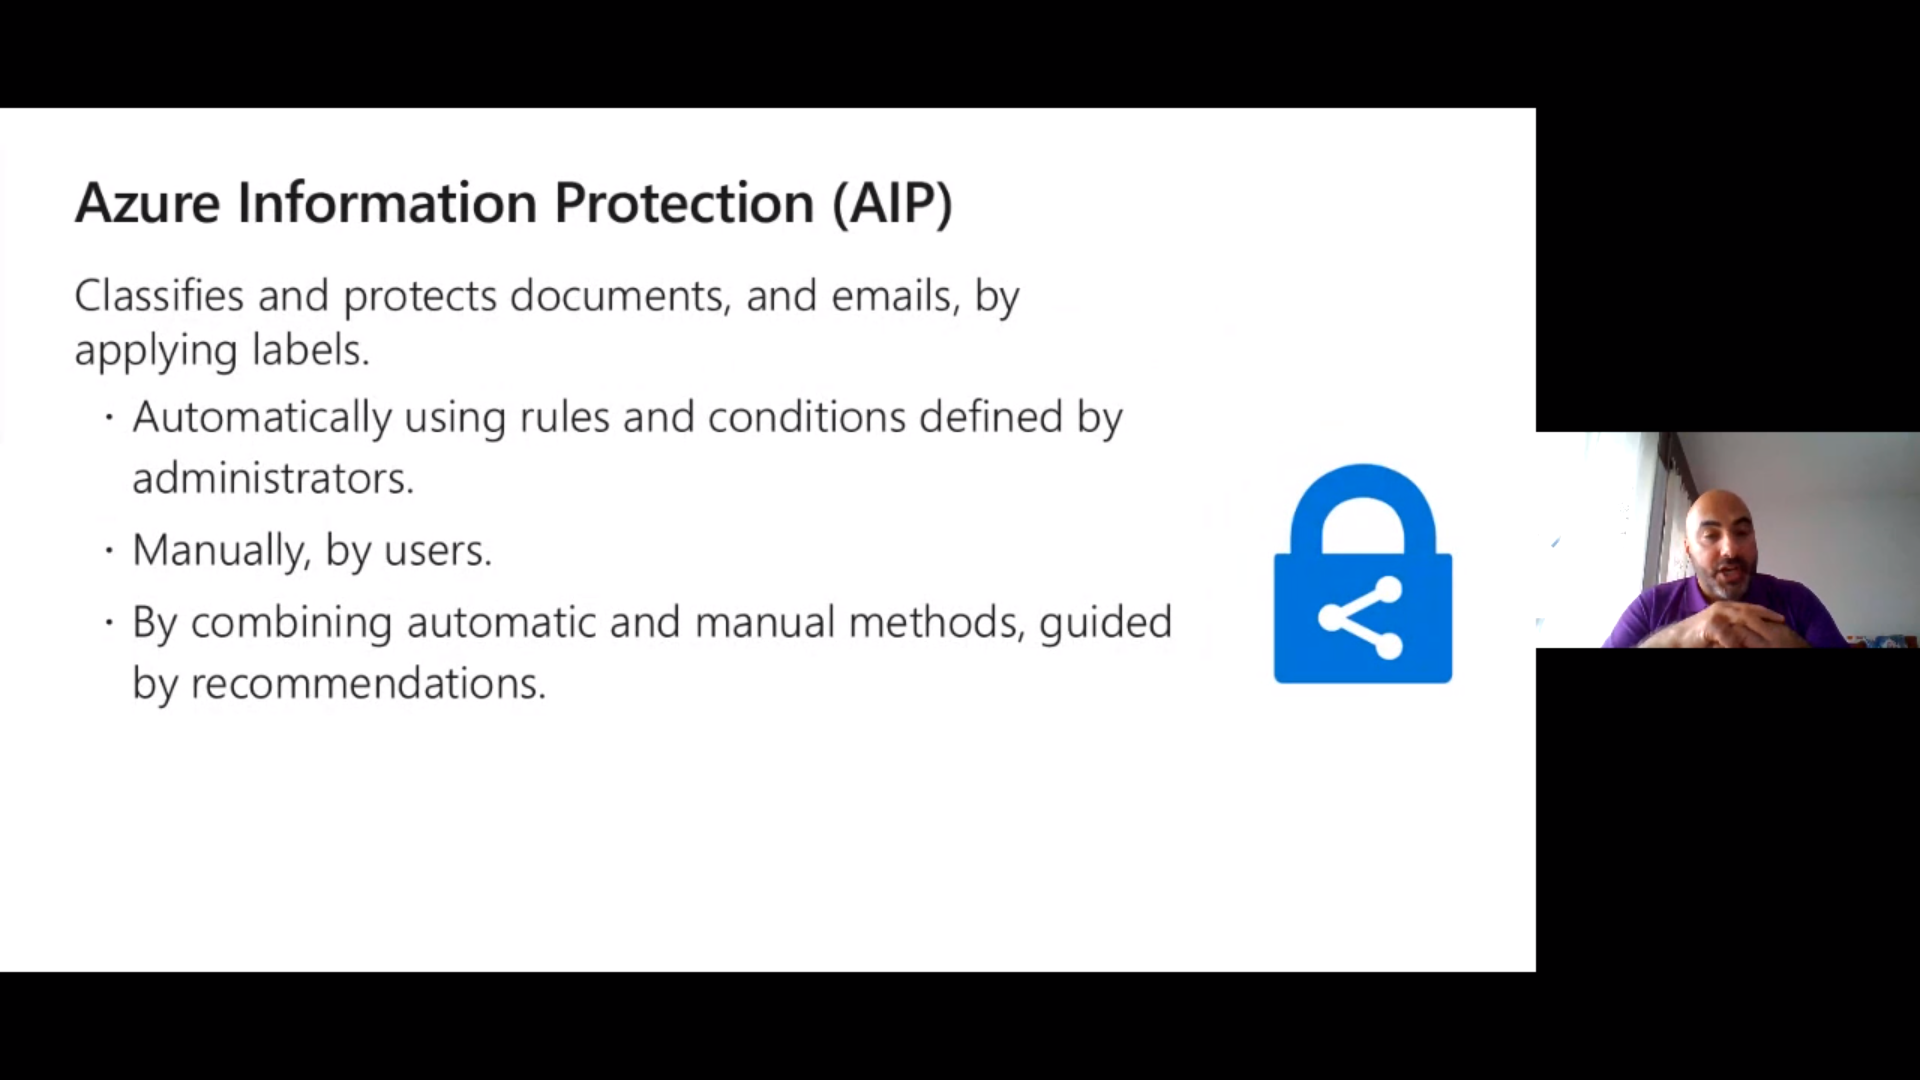 Azure Information Protection (AIP)
Classifies and protects documents, and emails, by
applying labels.
· Automatically using rules and conditions defined by
administrators.
· Manually, by users.
· By combining automatic and manual methods, guided
by recommendations.